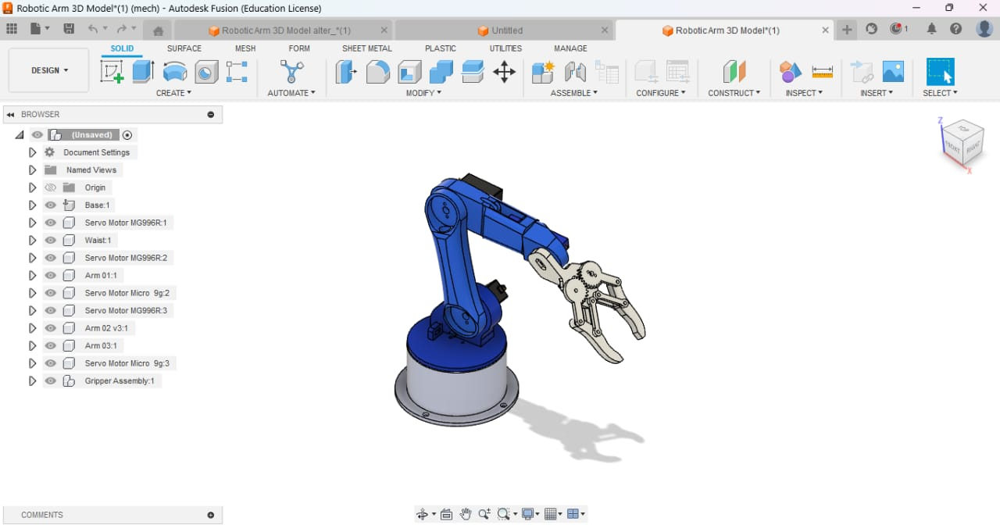 Robotic Arm 3D Model*(1) (mech) - Autodesk Fusion (Education License)
Robotic Arm 3D Model alter_*(1)
Untitled
Robotic Arm 3D Model*(1)
1
SOLID SURFACE MESH FORM SHEET METAL PLASTIC UTILITIES MANAGE
DESIGN
CREATE AUTOMATE MODIFY ASSEMBLE CONFIGURE CONSTRUCT INSPECT INSERT SELECT
BROWSER
(Unsaved)
Document Settings
Named Views
Origin
Base:1
Servo Motor MG996R:1
Waist:1
Servo Motor MG996R:2
Arm 01:1
Servo Motor Micro 9g:2
Servo Motor MG996R:3
Arm 02 v3:1
Arm 03:1
Servo Motor Micro 9g:3
Gripper Assembly:1
Z
TOP
FRONT RIGHT
X
COMMENTS